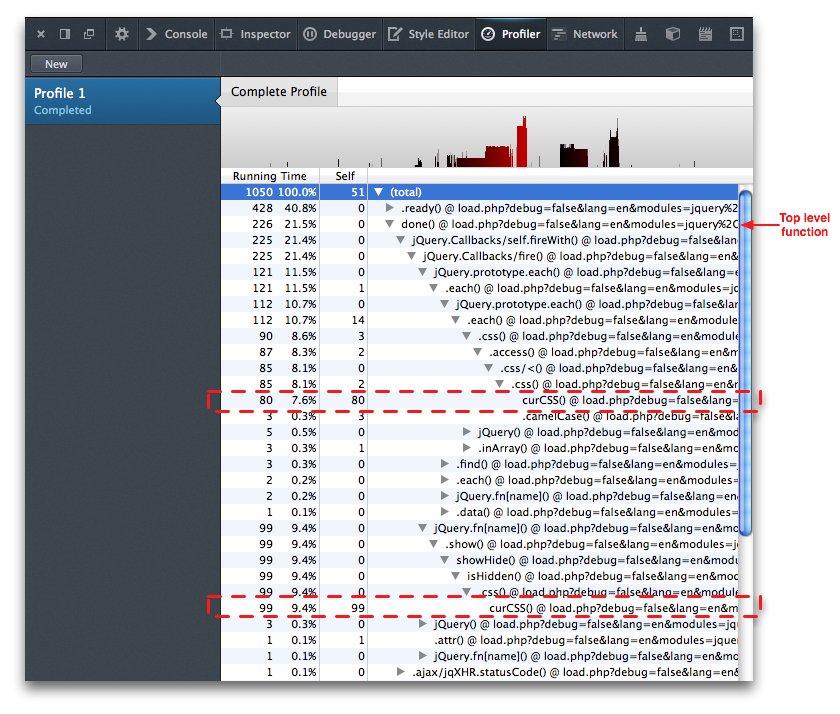 Console Inspector Debugger Style Editor Profiler Network
New
Profile 1
Completed
Complete Profile
Running Time Self
1050 100.0% 51 (total)
428 40.8% 0 .ready() @ load.php?debug=false&lang=en&modules=jquery%2
226 21.5% 0 done() @ load.php?debug=false&lang=en&modules=jquery%2C
Top level
function
225 21.4% 0 jQuery.Callbacks/self.fireWith() @ load.php?debug=false&lang
225 21.4% 0 jQuery.Callbacks/fire() @ load.php?debug=false&lang=en&
121 11.5% 0 jQuery.prototype.each() @ load.php?debug=false&lang=e
121 11.5% 1 .each() @ load.php?debug=false&lang=en&modules=jq
112 10.7% 0 jQuery.prototype.each() @ load.php?debug=false&lan
112 10.7% 14 .each() @ load.php?debug=false&lang=en&module
90 8.6% 3 .css() @ load.php?debug=false&lang=en&modul
87 8.3% 2 .access() @ load.php?debug=false&lang=en&m
85 8.1% 0 .css/<() @ load.php?debug=false&lang=en&
85 8.1% 2 .css() @ load.php?debug=false&lang=en&
80 7.6% 80 curCSS() @ load.php?debug=false&lang=
3 0.3% 3 .camelCase() @ load.php?debug=false&la
5 0.5% 0 jQuery() @ load.php?debug=false&lang=en&mod
3 0.3% 1 .inArray() @ load.php?debug=false&lang=en&mo
3 0.3% 0 .find() @ load.php?debug=false&lang=en&modules=j
2 0.2% 0 .each() @ load.php?debug=false&lang=en&modules=
2 0.2% 0 jQuery.fn[name]() @ load.php?debug=false&lang=en
1 0.1% 0 .data() @ load.php?debug=false&lang=en&modules=
99 9.4% 0 jQuery.fn[name]() @ load.php?debug=false&lang=en&mo
99 9.4% 0 .show() @ load.php?debug=false&lang=en&modules=j
99 9.4% 0 showHide() @ load.php?debug=false&lang=en&modu
99 9.4% 0 isHidden() @ load.php?debug=false&lang=en&mod
99 9.4% 0 .css() @ load.php?debug=false&lang=en&modul
99 9.4% 99 curCSS() @ load.php?debug=false&lang=en&m
3 0.3% 0 jQuery() @ load.php?debug=false&lang=en&modules=jq
1 0.1% 1 .attr() @ load.php?debug=false&lang=en&modules=jque
1 0.1% 0 jQuery.fn[name]() @ load.php?debug=false&lang=en&mo
1 0.1% 0 .ajax/jqXHR.statusCode() @ load.php?debug=false&lang=en&m